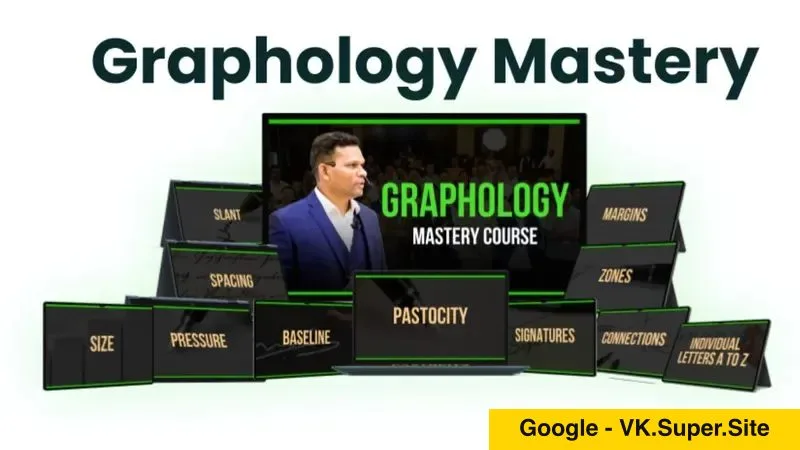 Graphology Mastery
GRAPHOLOGY
MASTERY COURSE
SLANT
MARGINS
SPACING
ZONES
SIZE
PRESSURE
BASELINE
PASTOCITY
SIGNATURES
CONNECTIONS
INDIVIDUAL
LETTERS A TO Z
Google - VK.Super.Site